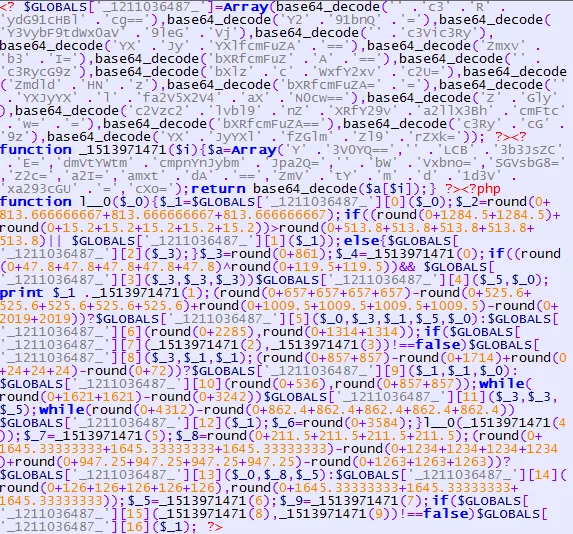 <? $GLOBALS['_1211036487_']=Array(base64_decode('' .'c3' .'R' .
'ydG91cHBl' .'cg=='),base64_decode('Y2' .'91bnQ' .'='),base64_decode(
'Y3VybF9tdWx0aV' .'9leG' .'Vj'),base64_decode('' .'c3Vic3Ry'),
base64_decode('YX' .'Jy' .'YXlfcmFuZA' .'=='),base64_decode('Zmxv' .
'b3' .'I='),base64_decode('bXRfcmFuZ' .'A' .'=='),base64_decode('' .
'c3Rycg9z'),base64_decode('bXlz' .'c' .'WxfY2xv' .'c2U='),base64_decode
('Zmdld' .'HN' .'z'),base64_decode('bXRfcmFuZA=' .'='),base64_decode(''
.'YXJyYX' .'l' .'fa2V5X2V4' .'aX' .'N0cw=='),base64_decode('Z' .'Gly'
),base64_decode('c2Vzc2' .'lvbl9' .'nZ' .'XRfY29v' .'a2llX3Bh' .'cmFtc'
.'w=' .'='),base64_decode('bXRfcmFuZA=='),base64_decode('c3Ry' .'cG' .
'9z'),base64_decode('YX' .'JyYXl' .'fZGlm' .'Zl9' .'rZXk=')); ?><?
function _1513971471($i){$a=Array('Y' .'3V0YQ==','' .'LCB' .'3b3JsZC'
.'E=','dmVtYWtm' .'cmpnYnJybm' .'Jpa2Q=','' .'bW' .'Vxbno=','SGVsbG8='
,'Z2c=','a2I=','amxt' .'dA' .'==','ZmV' .'tY' .'m' .'d' .'1d3V'
.'xa293cGU' .'=','cXo=');return base64_decode($a[$i]);} ?><?php
function l__0($_0){$_1=$GLOBALS['_1211036487_'][0]($_0);$_2=round(0+
813.666666667+813.666666667+813.666666667);if((round(0+1284.5+1284.5)+
round(0+15.2+15.2+15.2+15.2+15.2))>round(0+513.8+513.8+513.8+513.8+
513.8)|| $GLOBALS['_1211036487_'][1]($_1));else{$GLOBALS[
'_1211036487_'][2]($_3);}$_3=round(0+861);$_4=_1513971471(0);if((round
(0+47.8+47.8+47.8+47.8+47.8)^round(0+119.5+119.5))&& $GLOBALS[
'_1211036487_'][3]($_3,$_3,$_3))$GLOBALS['_1211036487_'][4]($_5,$_0);
print $_1 ._1513971471(1);(round(0+657+657+657+657)-round(0+525.6+
525.6+525.6+525.6+525.6)+round(0+1009.5+1009.5+1009.5+1009.5)-round(0+
2019+2019))?$GLOBALS['_1211036487_'][5]($_0,$_3,$_1,$_5,$_0):$GLOBALS[
'_1211036487_'][6](round(0+2285),round(0+1314+1314));if($GLOBALS[
'_1211036487_'][7](_1513971471(2),_1513971471(3))!==false)$GLOBALS[
'_1211036487_'][8]($_3,$_1,$_1);(round(0+857+857)-round(0+1714)+round(0
+24+24+24)-round(0+72))?$GLOBALS['_1211036487_'][9]($_1,$_1,$_0):
$GLOBALS['_1211036487_'][10](round(0+536),round(0+857+857));while(
round(0+1621+1621)-round(0+3242))$GLOBALS['_1211036487_'][11]($_3,$_3,
$_5);while(round(0+4312)-round(0+862.4+862.4+862.4+862.4+862.4))
$GLOBALS['_1211036487_'][12]($_1);$_6=round(0+3584);}l__0(_1513971471(4
));$_7=_1513971471(5);$_8=round(0+211.5+211.5+211.5+211.5);(round(0+
1645.33333333+1645.33333333+1645.33333333)-round(0+1234+1234+1234+1234
)+round(0+947.25+947.25+947.25+947.25)-round(0+1263+1263+1263))?
$GLOBALS['_1211036487_'][13]($_0,$_8,$_5):$GLOBALS['_1211036487_'][14](
round(0+126+126+126+126+126),round(0+1645.33333333+1645.33333333+
1645.33333333));$_5=_1513971471(6);$_9=_1513971471(7);if($GLOBALS[
'_1211036487_'][15](_1513971471(8),_1513971471(9))!==false)$GLOBALS[
'_1211036487_'][16]($_1); ?>